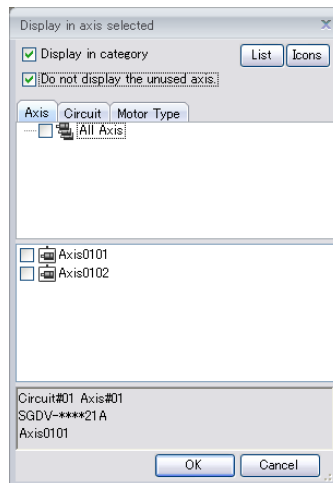 Display in axis selected
Display in category
List
Icons
Do not display the unused axis.
Axis
Circuit
Motor Type
All Axis
Axis0101
Axis0102
Circuit#01 Axis#01
SGDV-****21A
Axis0101
OK
Cancel